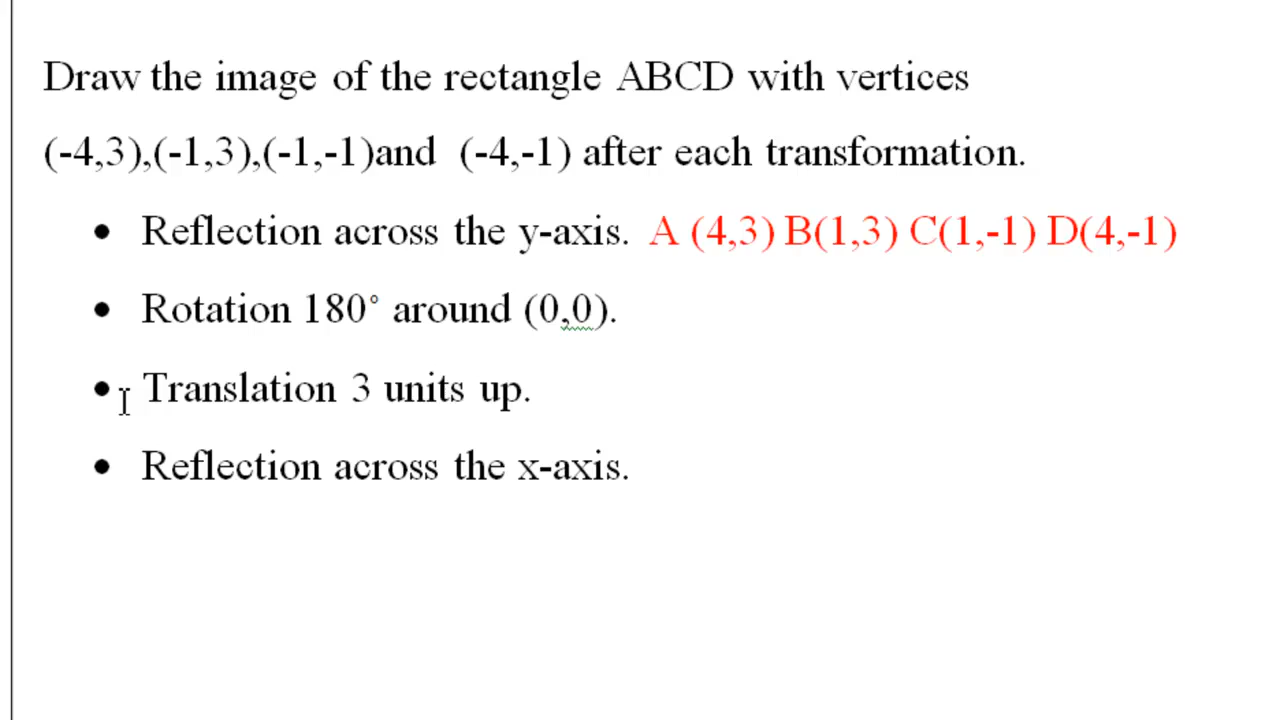 Draw the image of the rectangle ABCD with vertices
(-4,3),(-1,3),(-1,-1)and (-4,-1) after each transformation.
• Reflection across the y-axis. A (4,3) B(1,3) C(1,-1) D(4,-1)
• Rotation 180° around (0,0).
• Translation 3 units up.
• Reflection across the x-axis.